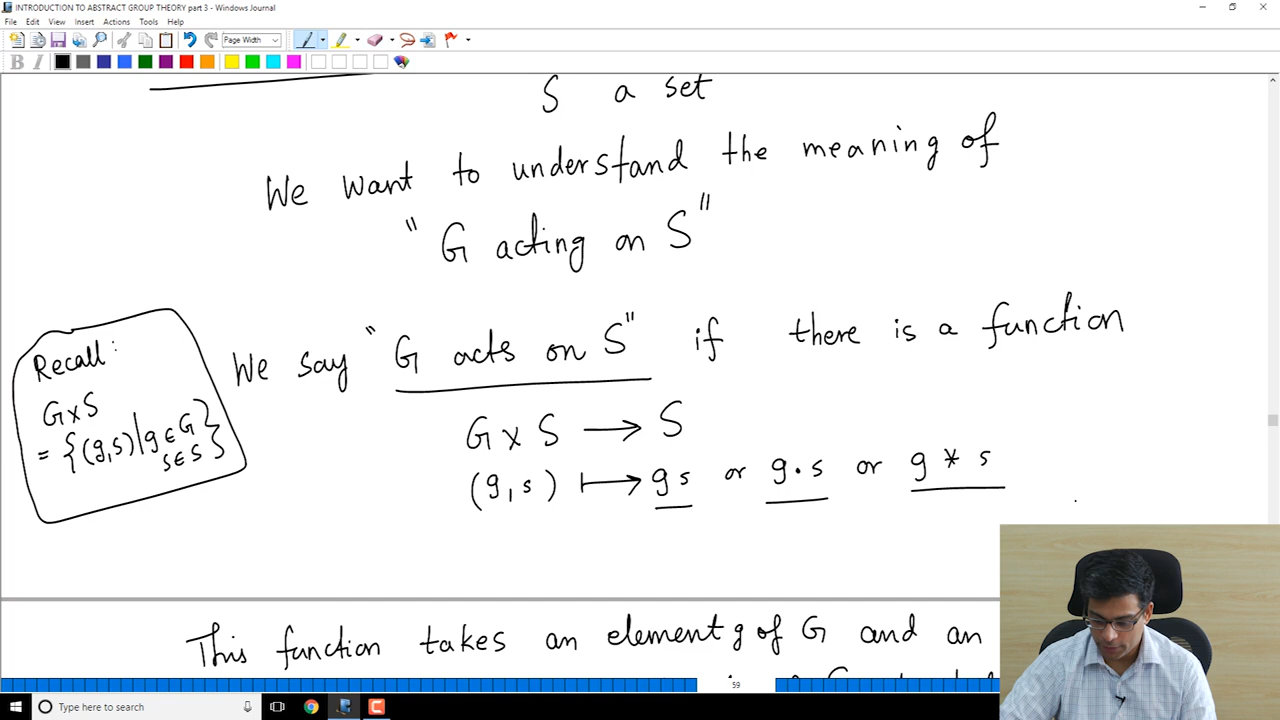 INTRODUCTION TO ABSTRACT GROUP THEORY part 3 - Windows Journal
File Edit View Insert Actions Tools Help
Page Width
B I
S a set
We want to understand the meaning of
"G acting on S"
We say "G acts on S" if there is a function
Recall:
G×S
= {(g,s)|g∈G
s∈S}
G × S → S
(g,s) ↦ gs or g·s or g * s
This function takes an element g of G and an
59
Type here to search